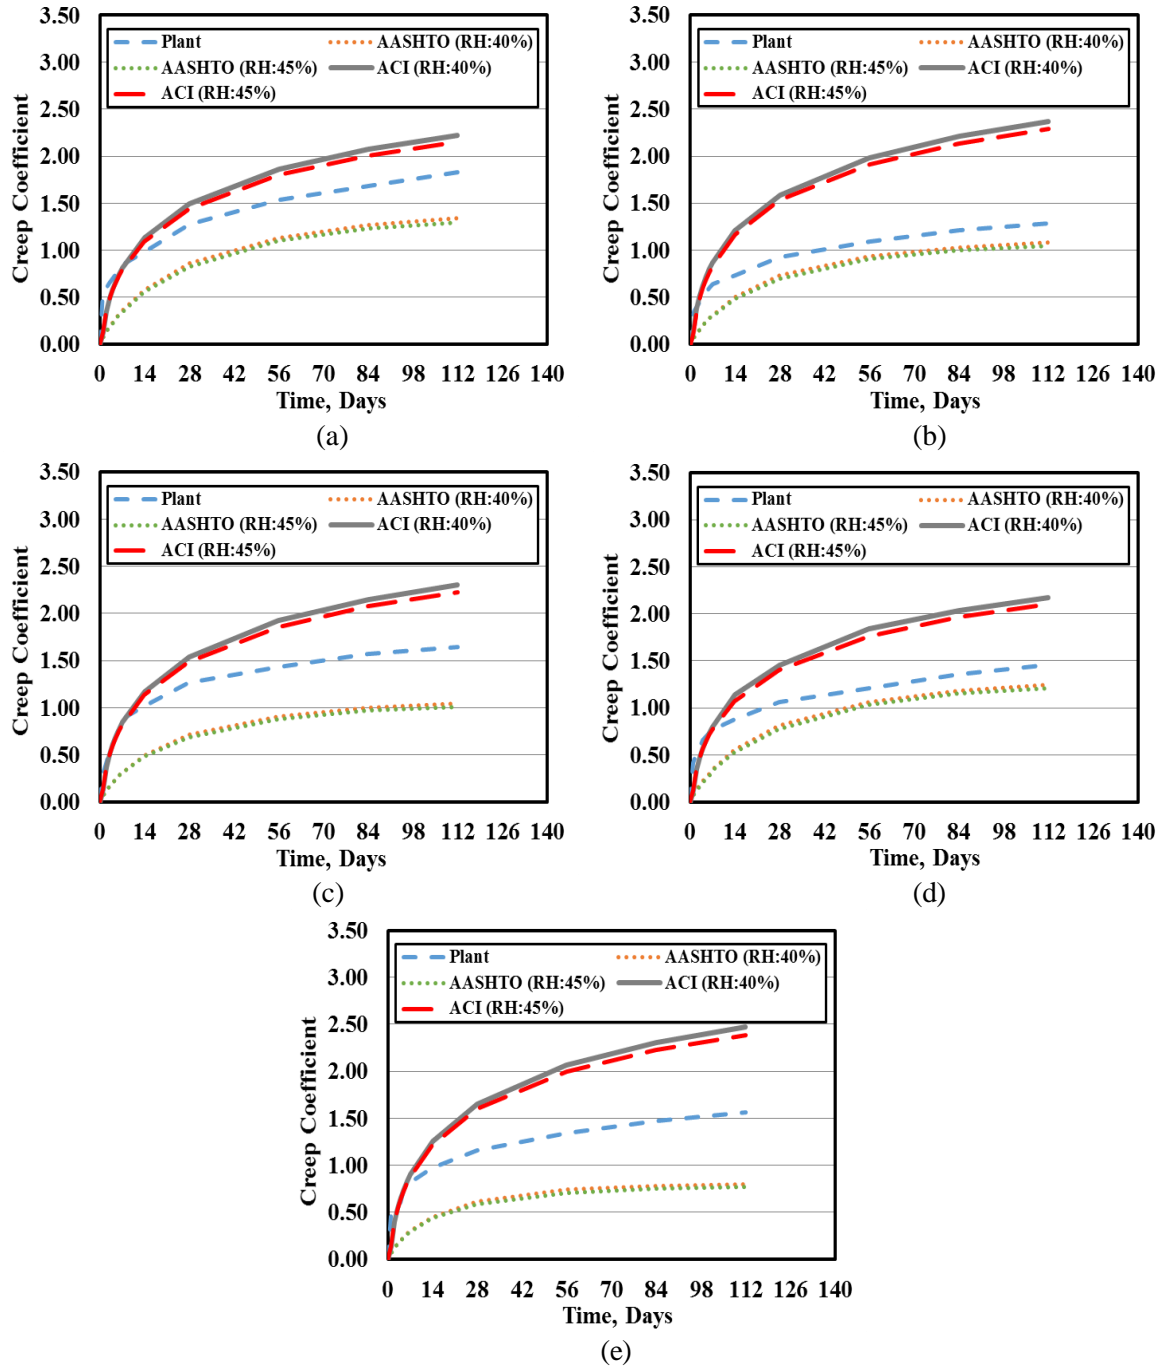 3.50
3.00
2.50
2.00
1.50
1.00
0.50
0.00
Creep Coefficient
Plant
AASHTO (RH:40%)
AASHTO (RH:45%)
ACI (RH:40%)
ACI (RH:45%)
0 14 28 42 56 70 84 98 112 126 140
Time, Days
(a)
3.50
3.00
2.50
2.00
1.50
1.00
0.50
0.00
Creep Coefficient
Plant
AASHTO (RH:40%)
AASHTO (RH:45%)
ACI (RH:40%)
ACI (RH:45%)
0 14 28 42 56 70 84 98 112 126 140
Time, Days
(b)
3.50
3.00
2.50
2.00
1.50
1.00
0.50
0.00
Creep Coefficient
Plant
AASHTO (RH:40%)
AASHTO (RH:45%)
ACI (RH:40%)
ACI (RH:45%)
0 14 28 42 56 70 84 98 112 126 140
Time, Days
(c)
3.50
3.00
2.50
2.00
1.50
1.00
0.50
0.00
Creep Coefficient
Plant
AASHTO (RH:40%)
AASHTO (RH:45%)
ACI (RH:40%)
ACI (RH:45%)
0 14 28 42 56 70 84 98 112 126 140
Time, Days
(d)
3.50
3.00
2.50
2.00
1.50
1.00
0.50
0.00
Creep Coefficient
Plant
AASHTO (RH:40%)
AASHTO (RH:45%)
ACI (RH:40%)
ACI (RH:45%)
0 14 28 42 56 70 84 98 112 126 140
Time, Days
(e)